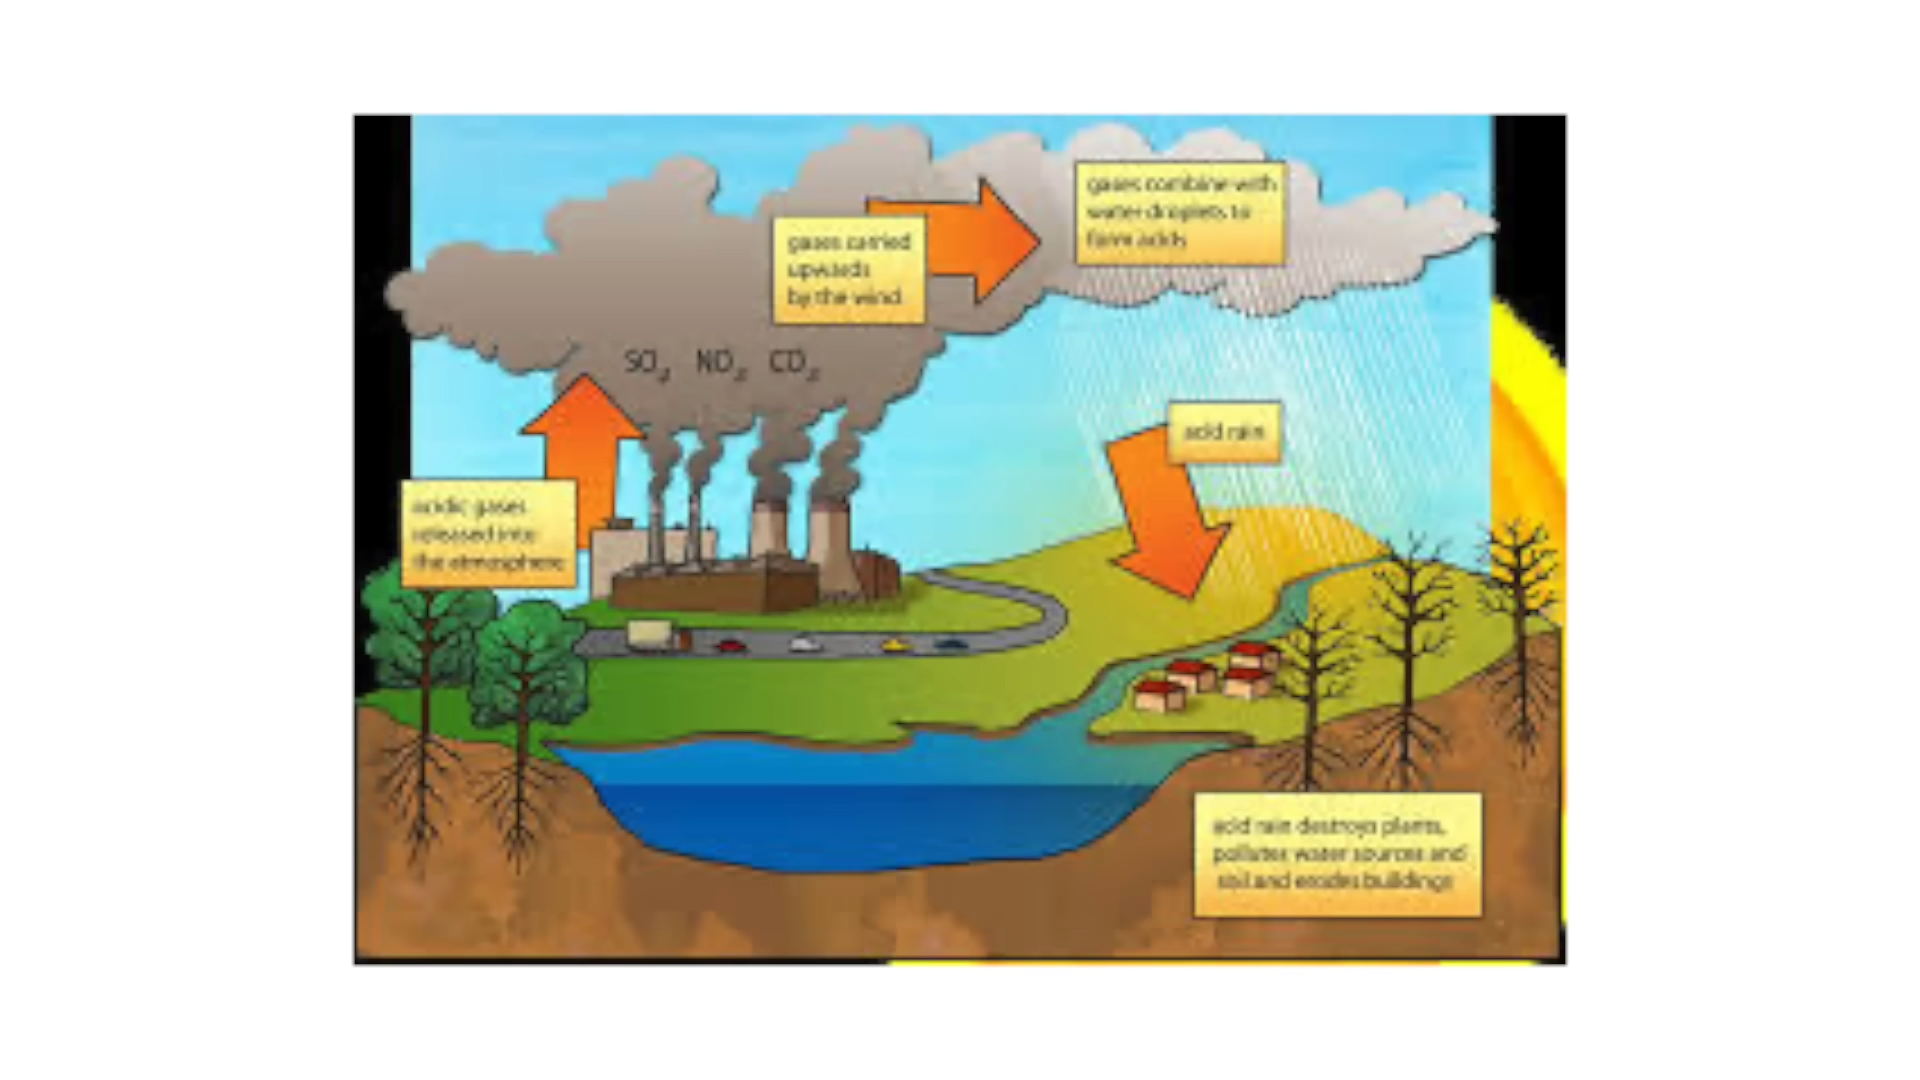 gases combine with
water droplets to
form acids
gases carried
upwards
by the wind
SO₂ NO₂ CO₂
acid rain
acidic gases
released into
the atmosphere
acid rain destroys plants,
pollutes water sources and
soil and erodes buildings